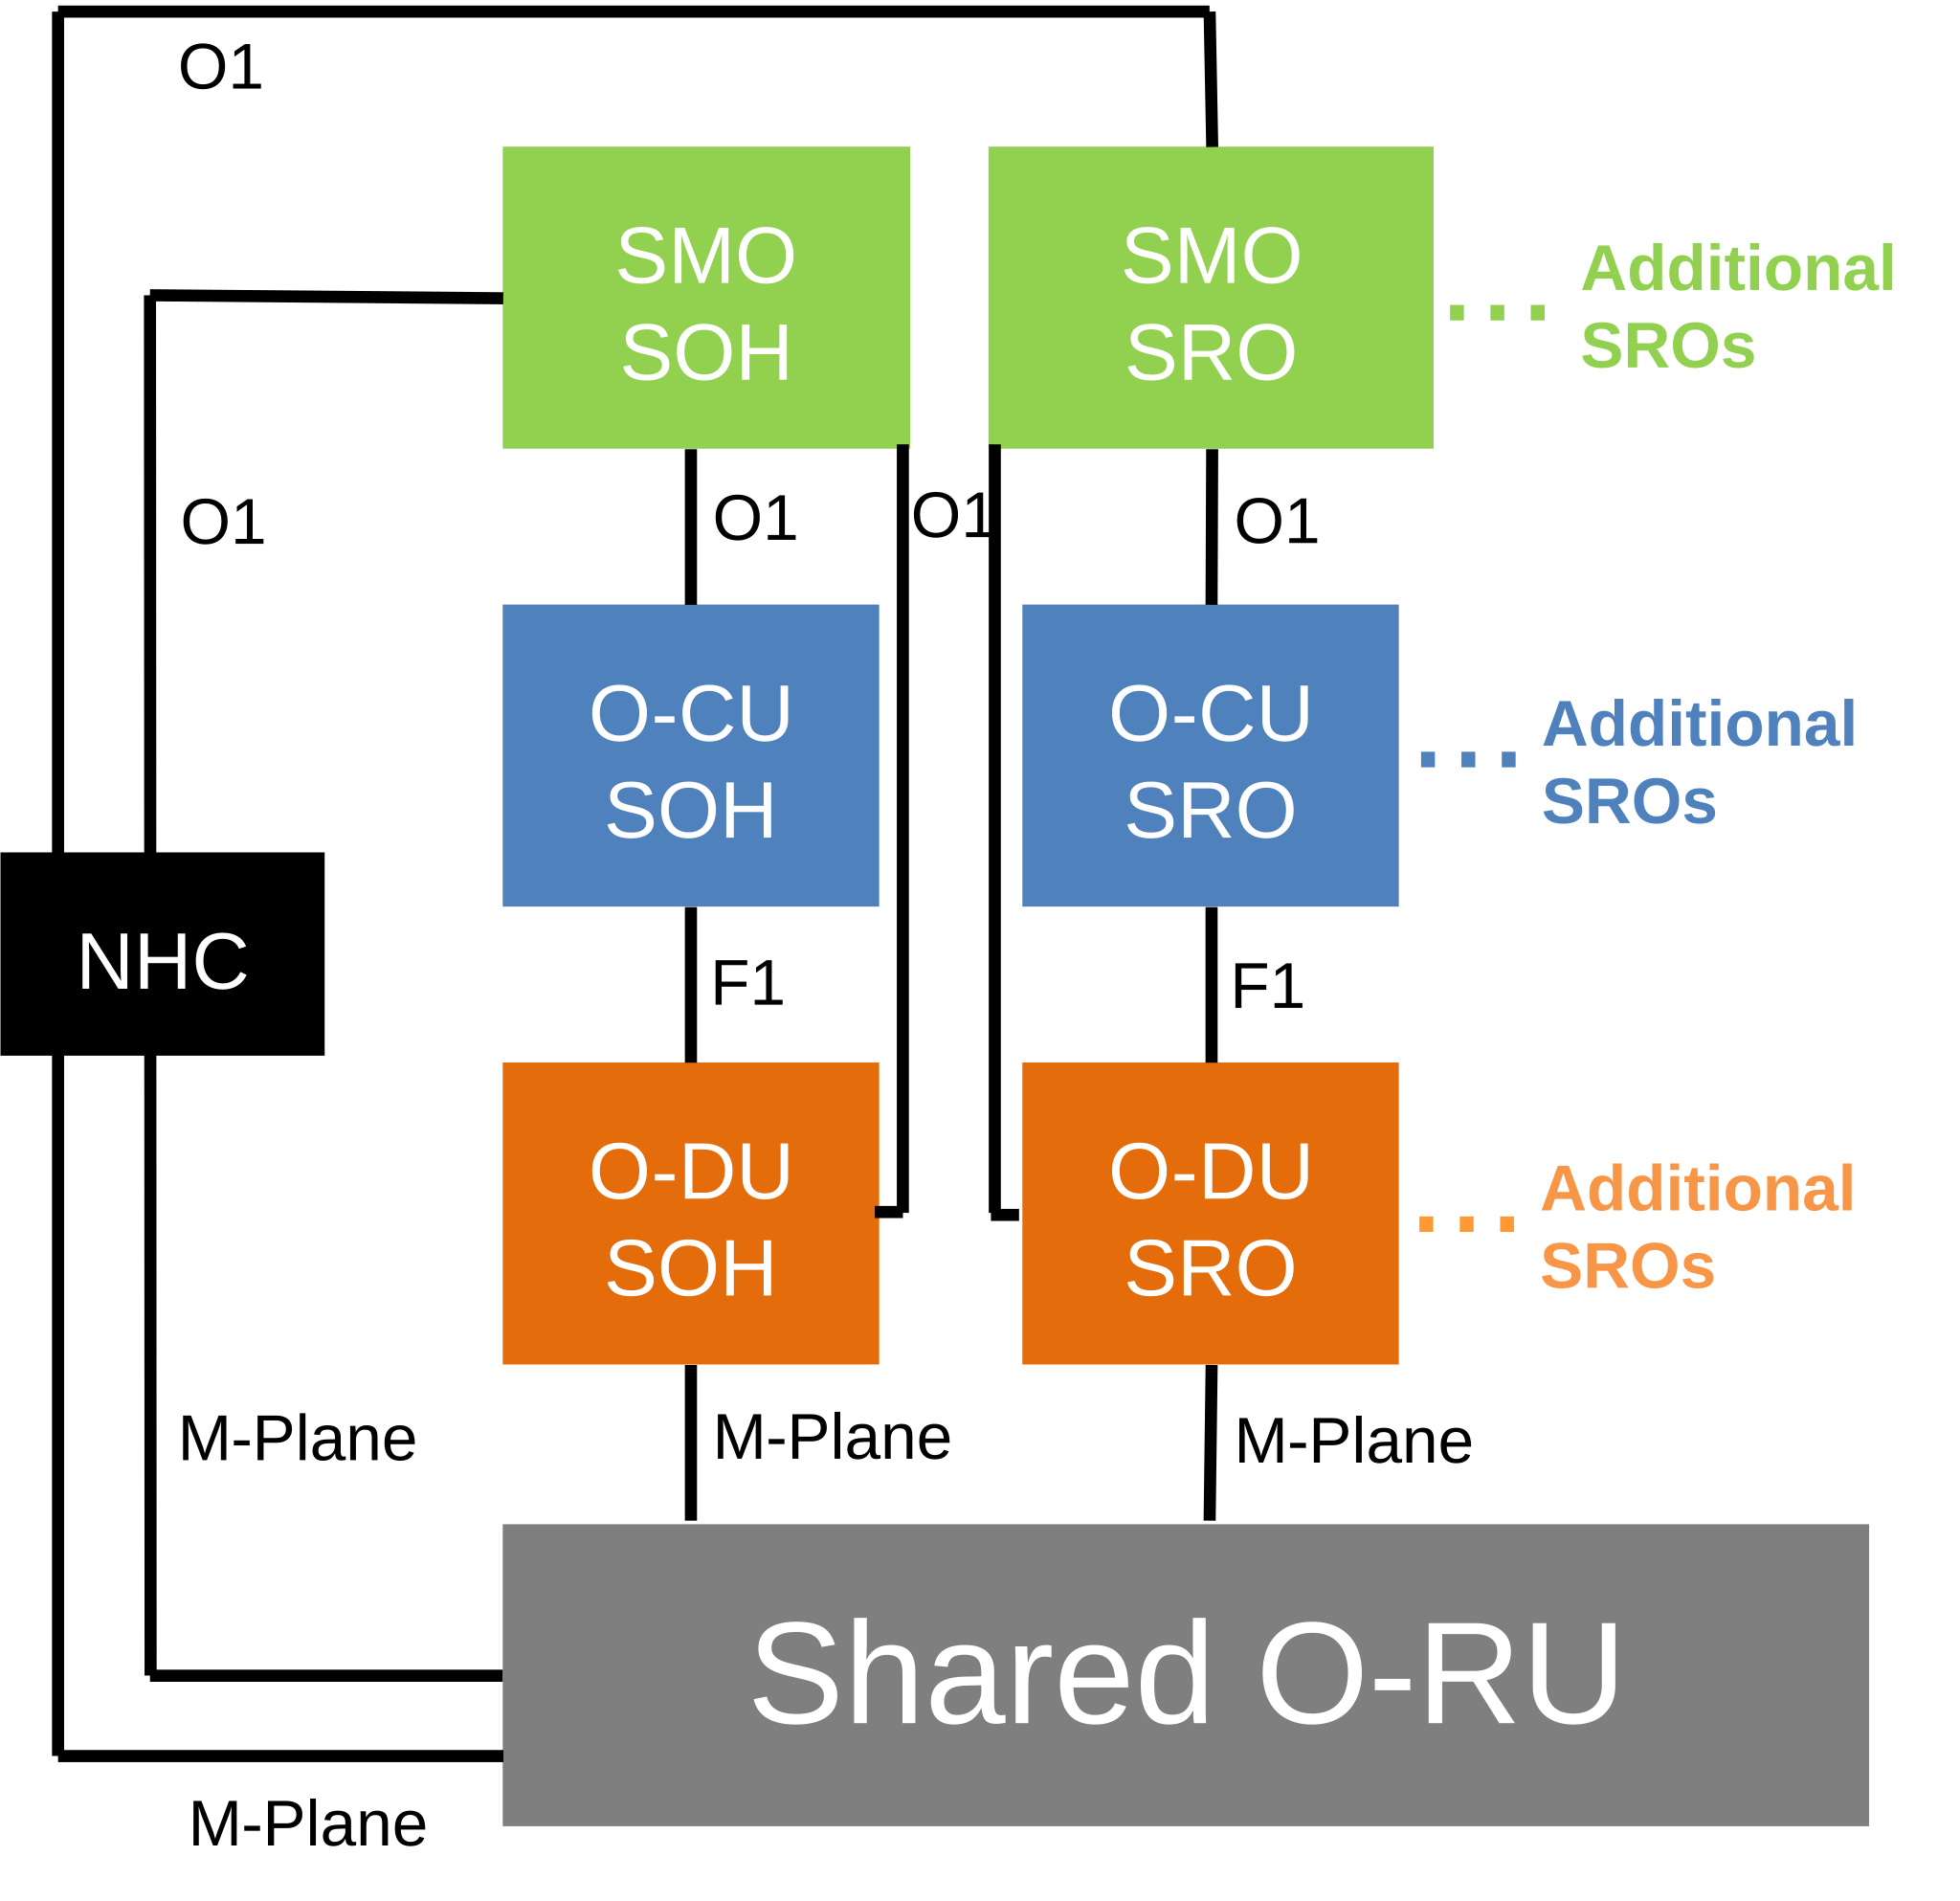 O1
SMO
SOH
SMO
SRO
Additional
SROs
O1
O1
O1
O1
O-CU
SOH
O-CU
SRO
Additional
SROs
NHC
F1
F1
O-DU
SOH
O-DU
SRO
Additional
SROs
M-Plane
M-Plane
M-Plane
Shared O-RU
M-Plane